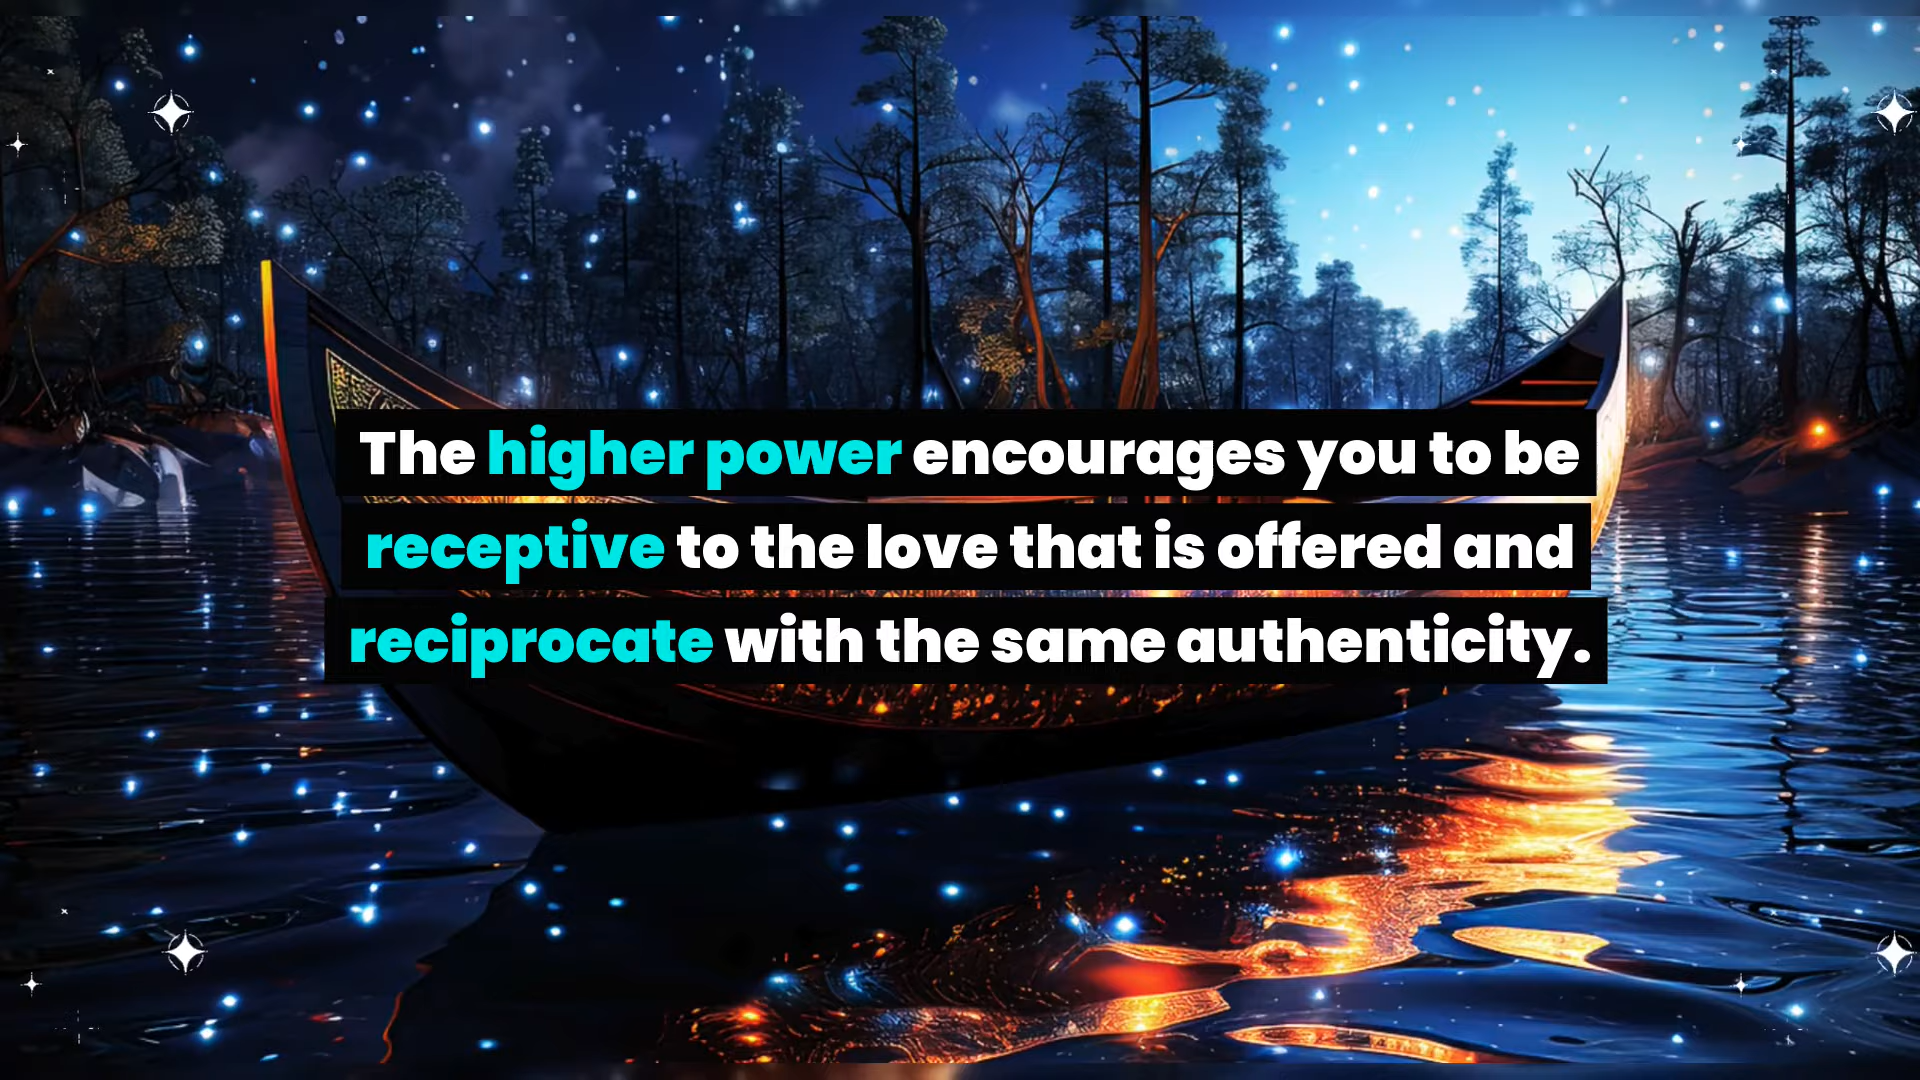 The higher power encourages you to be
receptive to the love that is offered and
reciprocate with the same authenticity.